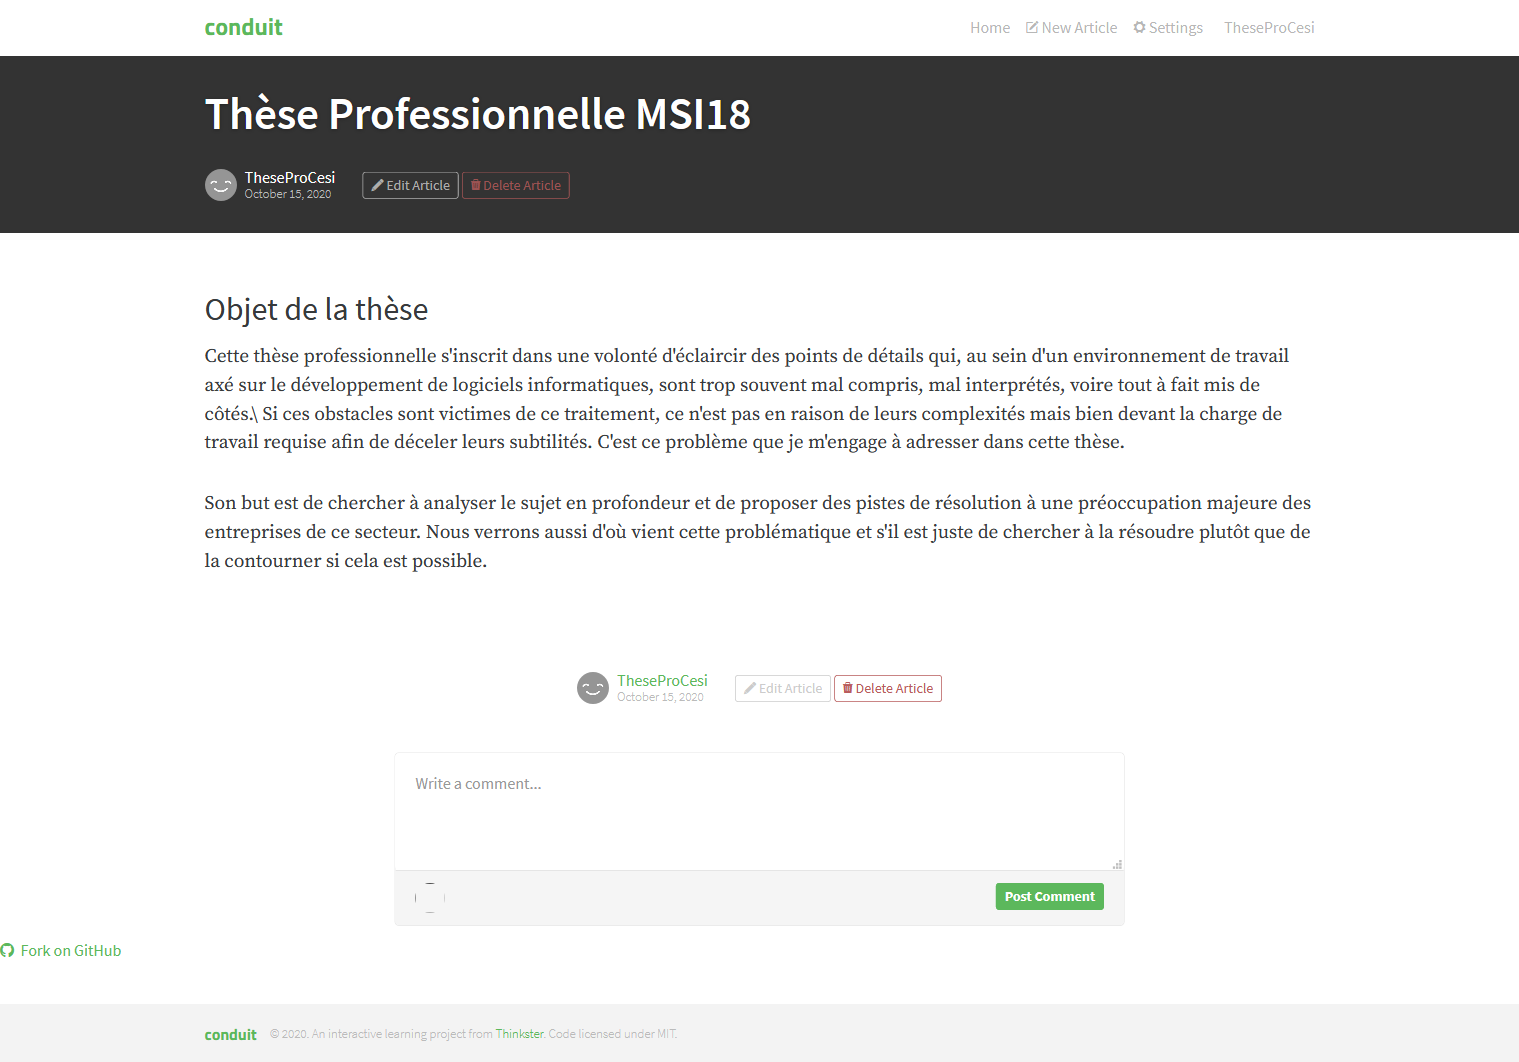 conduit
Home New Article Settings TheseProCesi
Thèse Professionnelle MSI18
TheseProCesi
October 15, 2020
Edit Article Delete Article
Objet de la thèse
Cette thèse professionnelle s'inscrit dans une volonté d'éclaircir des points de détails qui, au sein d'un environnement de travail
axé sur le développement de logiciels informatiques, sont trop souvent mal compris, mal interprétés, voire tout à fait mis de
côtés.\ Si ces obstacles sont victimes de ce traitement, ce n'est pas en raison de leurs complexités mais bien devant la charge de
travail requise afin de déceler leurs subtilités. C'est ce problème que je m'engage à adresser dans cette thèse.
Son but est de chercher à analyser le sujet en profondeur et de proposer des pistes de résolution à une préoccupation majeure des
entreprises de ce secteur. Nous verrons aussi d'où vient cette problématique et s'il est juste de chercher à la résoudre plutôt que de
la contourner si cela est possible.
TheseProCesi
October 15, 2020
Edit Article Delete Article
Write a comment...
Post Comment
Fork on GitHub
conduit © 2020. An interactive learning project from Thinkster. Code licensed under MIT.